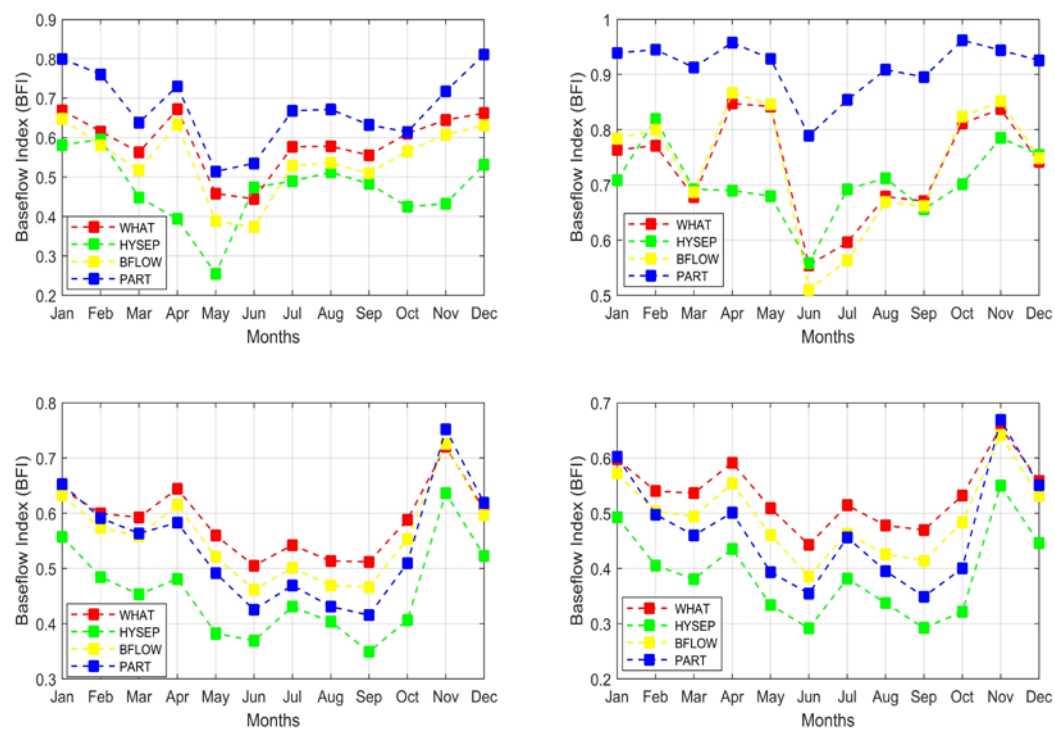 0.9
0.8
0.7
0.6
0.5
0.4
0.3
0.2
Baseflow Index (BFI)
WHAT
HYSEP
BFLOW
PART
Jan Feb Mar Apr May Jun Jul Aug Sep Oct Nov Dec
Months
1
0.9
0.8
0.7
0.6
0.5
Baseflow Index (BFI)
WHAT
HYSEP
BFLOW
PART
Jan Feb Mar Apr May Jun Jul Aug Sep Oct Nov Dec
Months
0.8
0.7
0.6
0.5
0.4
0.3
Baseflow Index (BFI)
WHAT
HYSEP
BFLOW
PART
Jan Feb Mar Apr May Jun Jul Aug Sep Oct Nov Dec
Months
0.7
0.6
0.5
0.4
0.3
0.2
Baseflow Index (BFI)
WHAT
HYSEP
BFLOW
PART
Jan Feb Mar Apr May Jun Jul Aug Sep Oct Nov Dec
Months